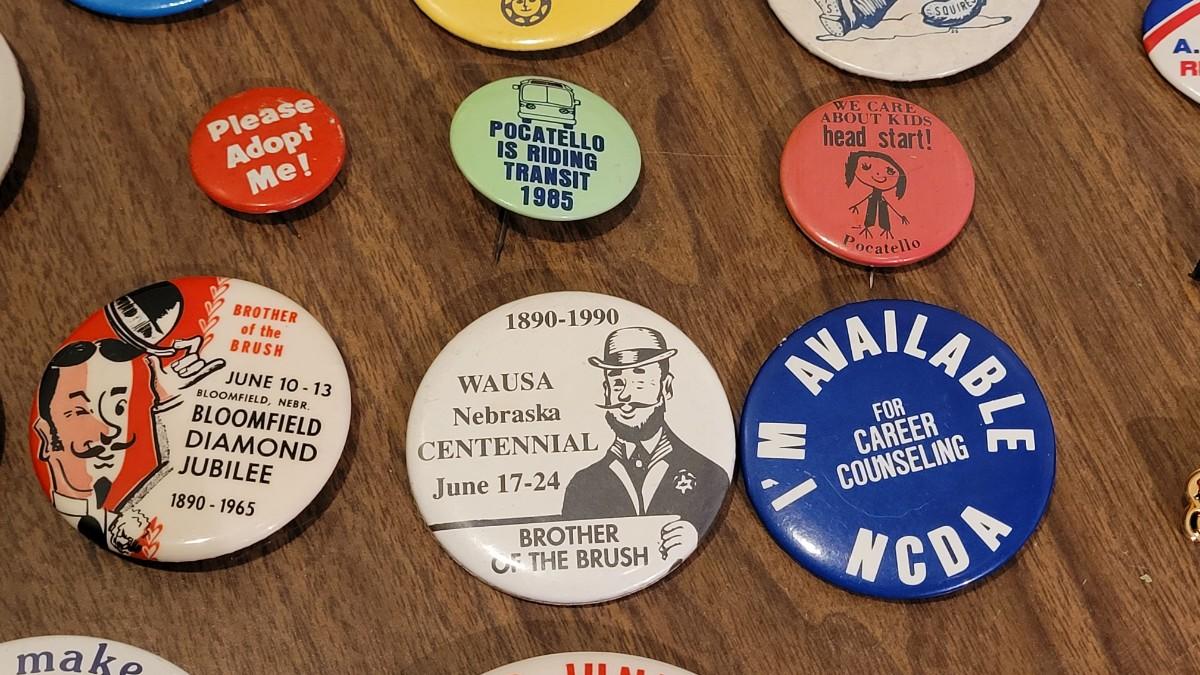 SQUIRE
A.
Please
Adopt
Me!
POCATELLO
IS RIDING
TRANSIT
1985
WE CARE
ABOUT KIDS
head start!
Pocatello
BROTHER
of the
BRUSH
JUNE 10-13
BLOOMFIELD, NEBR.
BLOOMFIELD
DIAMOND
JUBILEE
1890-1965
1890-1990
WAUSA
Nebraska
CENTENNIAL
June 17-24
BROTHER
OF THE BRUSH
I'M AVAILABLE
FOR
CAREER
COUNSELING
NCDA
make